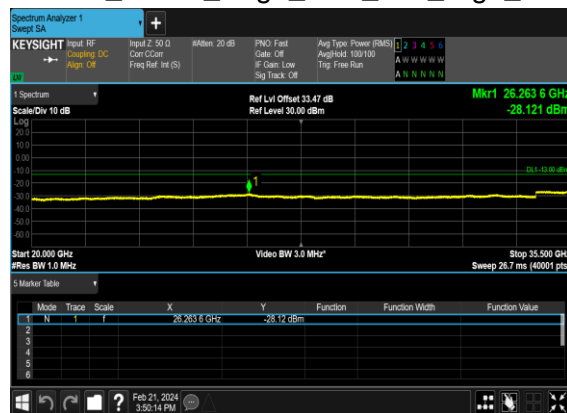 Spectrum Analyzer 1
Swept SA
KEYSIGHT
Input: RF
Coupling: DC
Align: Off
Input Z: 50 Ω
Corr CCorr
Freq Ref: Int (S)
#Atten: 20 dB
PNO: Fast
Gate: Off
IF Gain: Low
Sig Track: Off
Avg Type: Power (RMS)
Avg|Hold: 100/100
Trig: Free Run
1 2 3 4 5 6
A W W W W W
A N N N N N
1 Spectrum
Scale/Div 10 dB
Ref Lvl Offset 33.47 dB
Ref Level 30.00 dBm
Mkr1 26.263 6 GHz
-28.121 dBm
Log
20.0
10.0
0.00
-10.0
-20.0
-30.0
-40.0
-50.0
-60.0
DL1 -13.00 dBm
1
Start 20.000 GHz
#Res BW 1.0 MHz
Video BW 3.0 MHz*
Stop 35.500 GHz
Sweep 26.7 ms (40001 pts)
5 Marker Table
Mode Trace Scale X Y Function Function Width Function Value
1 N 1 f 26.263 6 GHz -28.12 dBm
2
3
4
5
6
?
Feb 21, 2024
3:50:14 PM